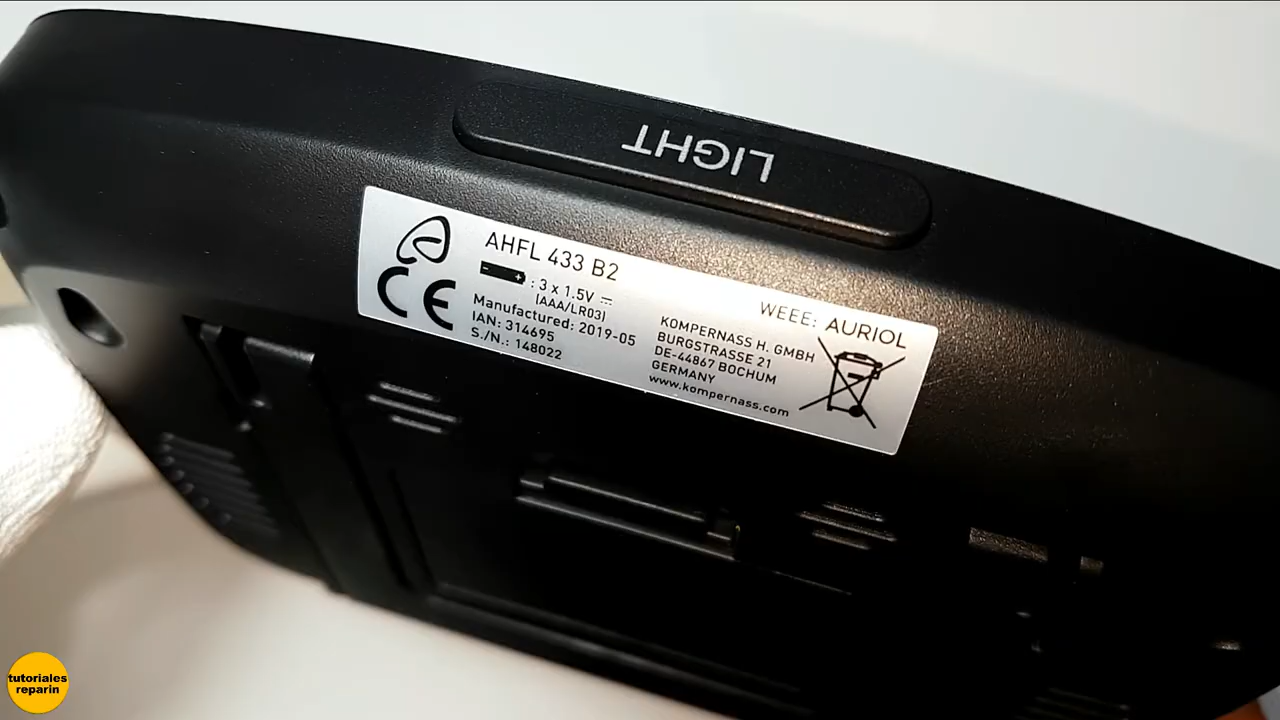 LIGHT
AHFL 433 B2
: 3 x 1.5V
(AAA/LR03)
Manufactured: 2019-05
IAN: 314695
S./N.: 148022
WEEE: AURIOL
KOMPERNASS H. GMBH
BURGSTRASSE 21
DE-44867 BOCHUM
GERMANY
www.kompernass.com
CE
tutoriales
reparin